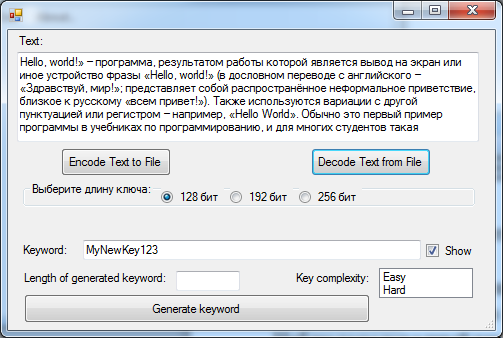 Text:
Hello, world!» – программа, результатом работы которой является вывод на экран или
иное устройство фразы «Hello, world!» (в дословном переводе с английского –
«Здравствуй, мир!»; представляет собой распространённое неформальное приветствие,
близкое к русскому «всем привет!»). Также используются вариации с другой
пунктуацией или регистром – например, «Hello World». Обычно это первый пример
программы в учебниках по программированию, и для многих студентов такая
Encode Text to File
Decode Text from File
Выберите длину ключа:
128 бит
192 бит
256 бит
Keyword:
MyNewKey123
Show
Length of generated keyword:
Key complexity:
Easy
Hard
Generate keyword